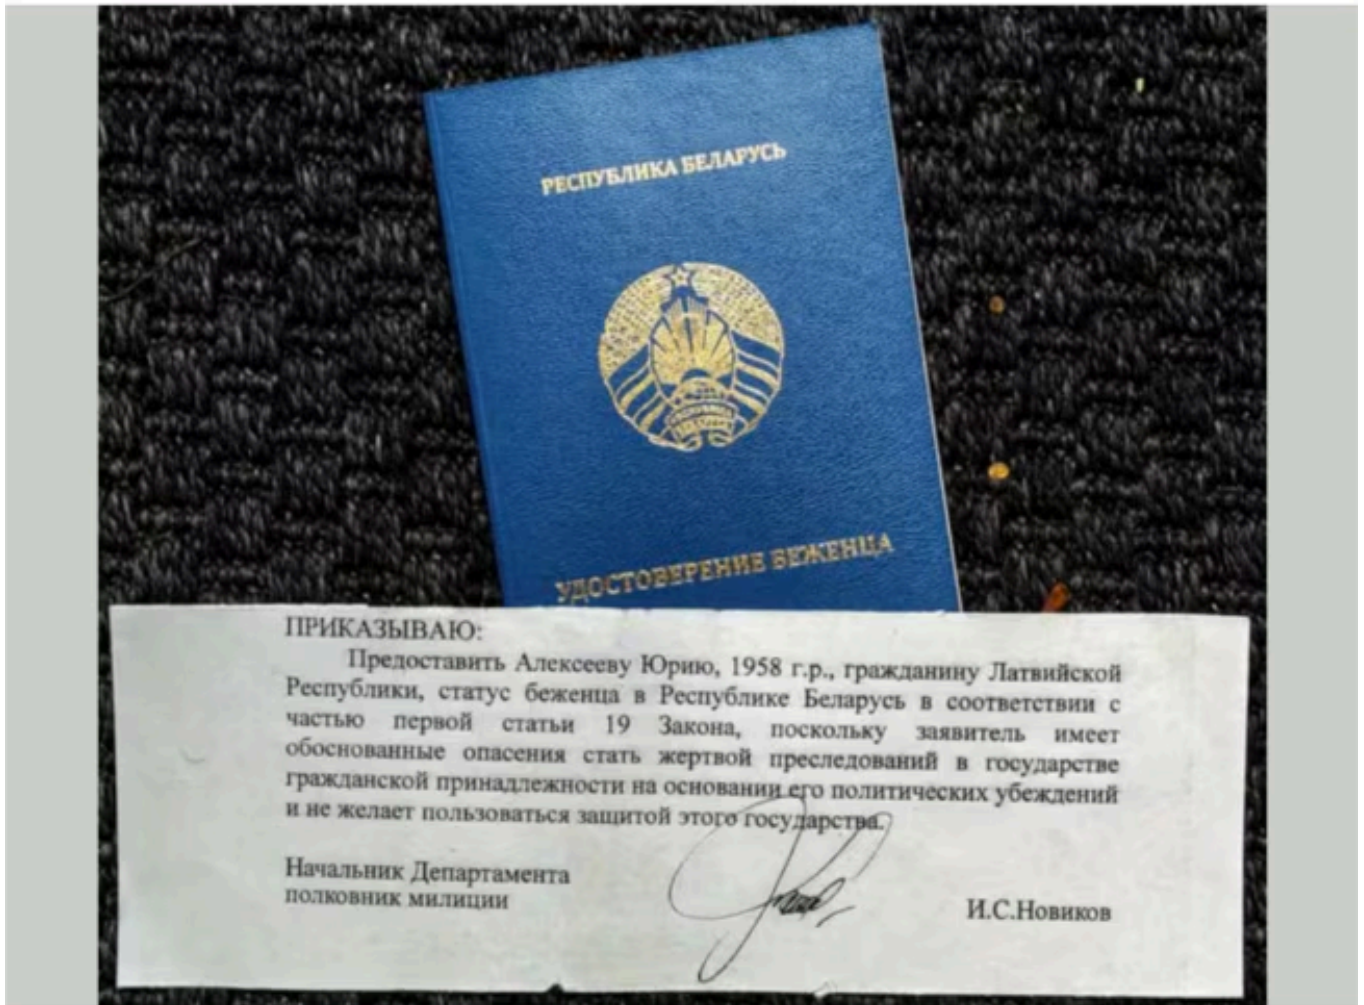 РЕСПУБЛИКА БЕЛАРУСЬ
УДОСТОВЕРЕНИЕ БЕЖЕНЦА
ПРИКАЗЫВАЮ:
Предоставить Алексееву Юрию, 1958 г.р., гражданину Латвийской
Республики, статус беженца в Республике Беларусь в соответствии с
частью первой статьи 19 Закона, поскольку заявитель имеет
обоснованные опасения стать жертвой преследований в государстве
гражданской принадлежности на основании его политических убеждений
и не желает пользоваться защитой этого государства.
Начальник Департамента
полковник милиции
И.С.Новиков